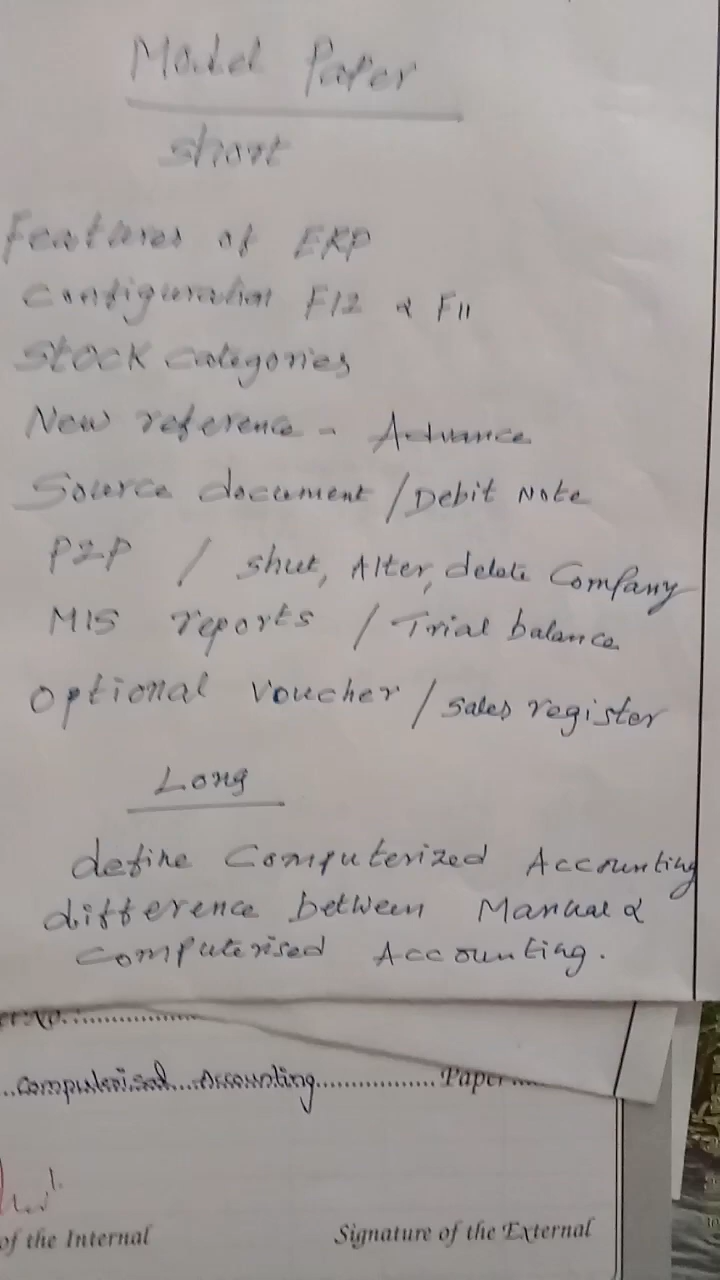 Model Paper
short
Features of ERP
Configuration F12 & F11
Stock categories
New reference - Advance
Source document / Debit Note
P2P / shut, Alter, delete Company
MIS reports / Trial balance
Optional Voucher / Sales register
Long
define Computerized Accounting
difference between Manual &
Computerised Accounting.
No.:
Computerised Accounting Paper
of the Internal
Signature of the External